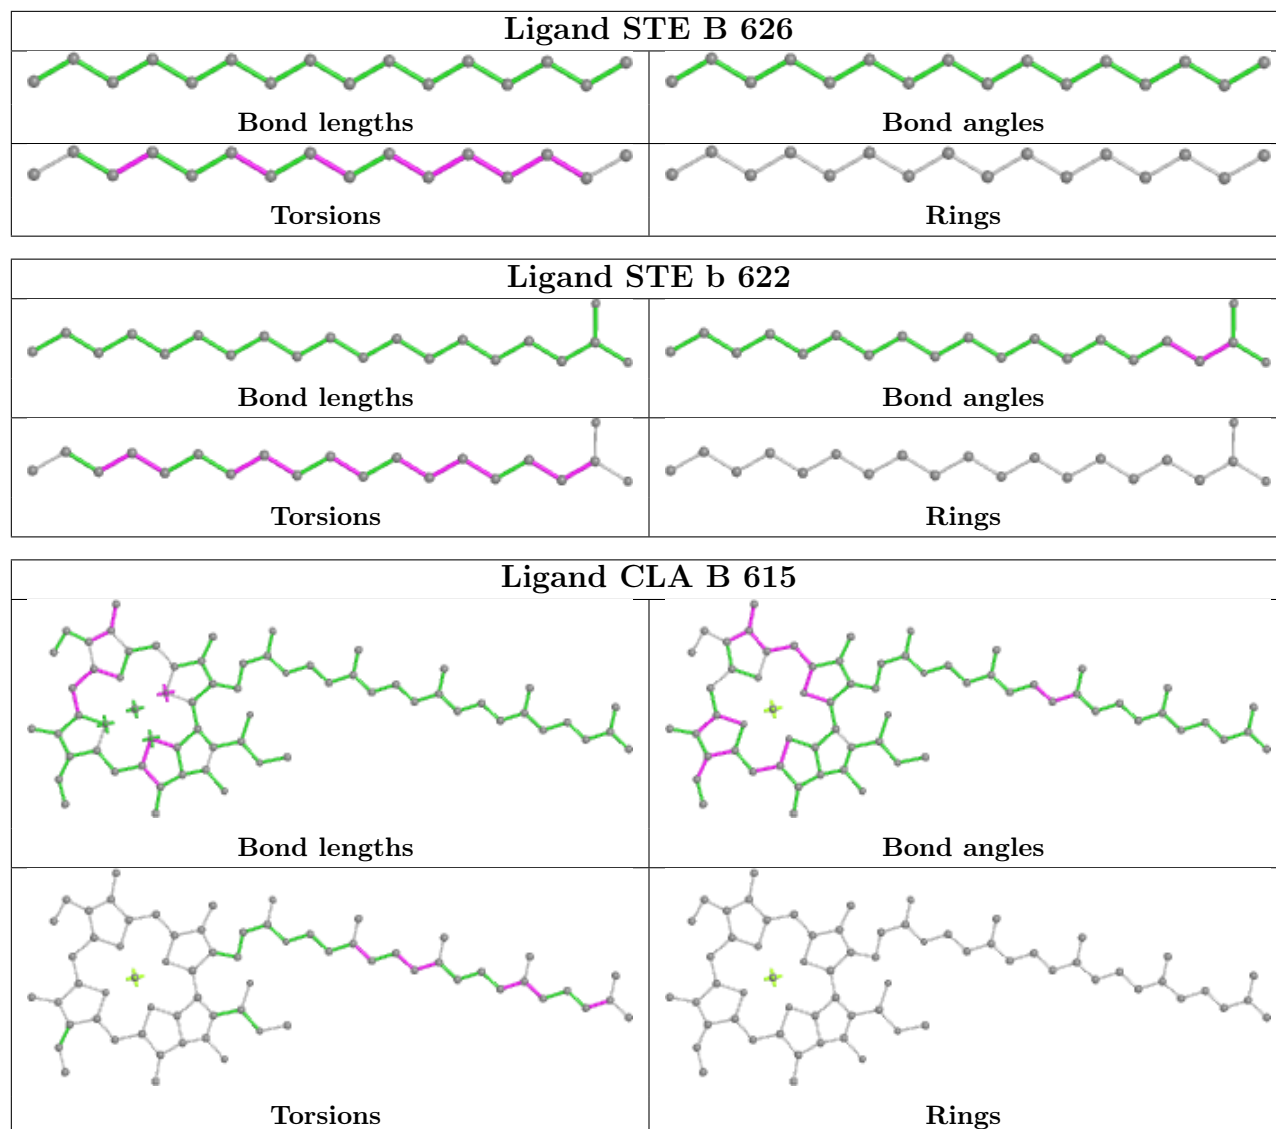 Ligand STE B 626
Bond lengths
Bond angles
Torsions
Rings
Ligand STE b 622
Bond lengths
Bond angles
Torsions
Rings
Ligand CLA B 615
Bond lengths
Bond angles
Torsions
Rings